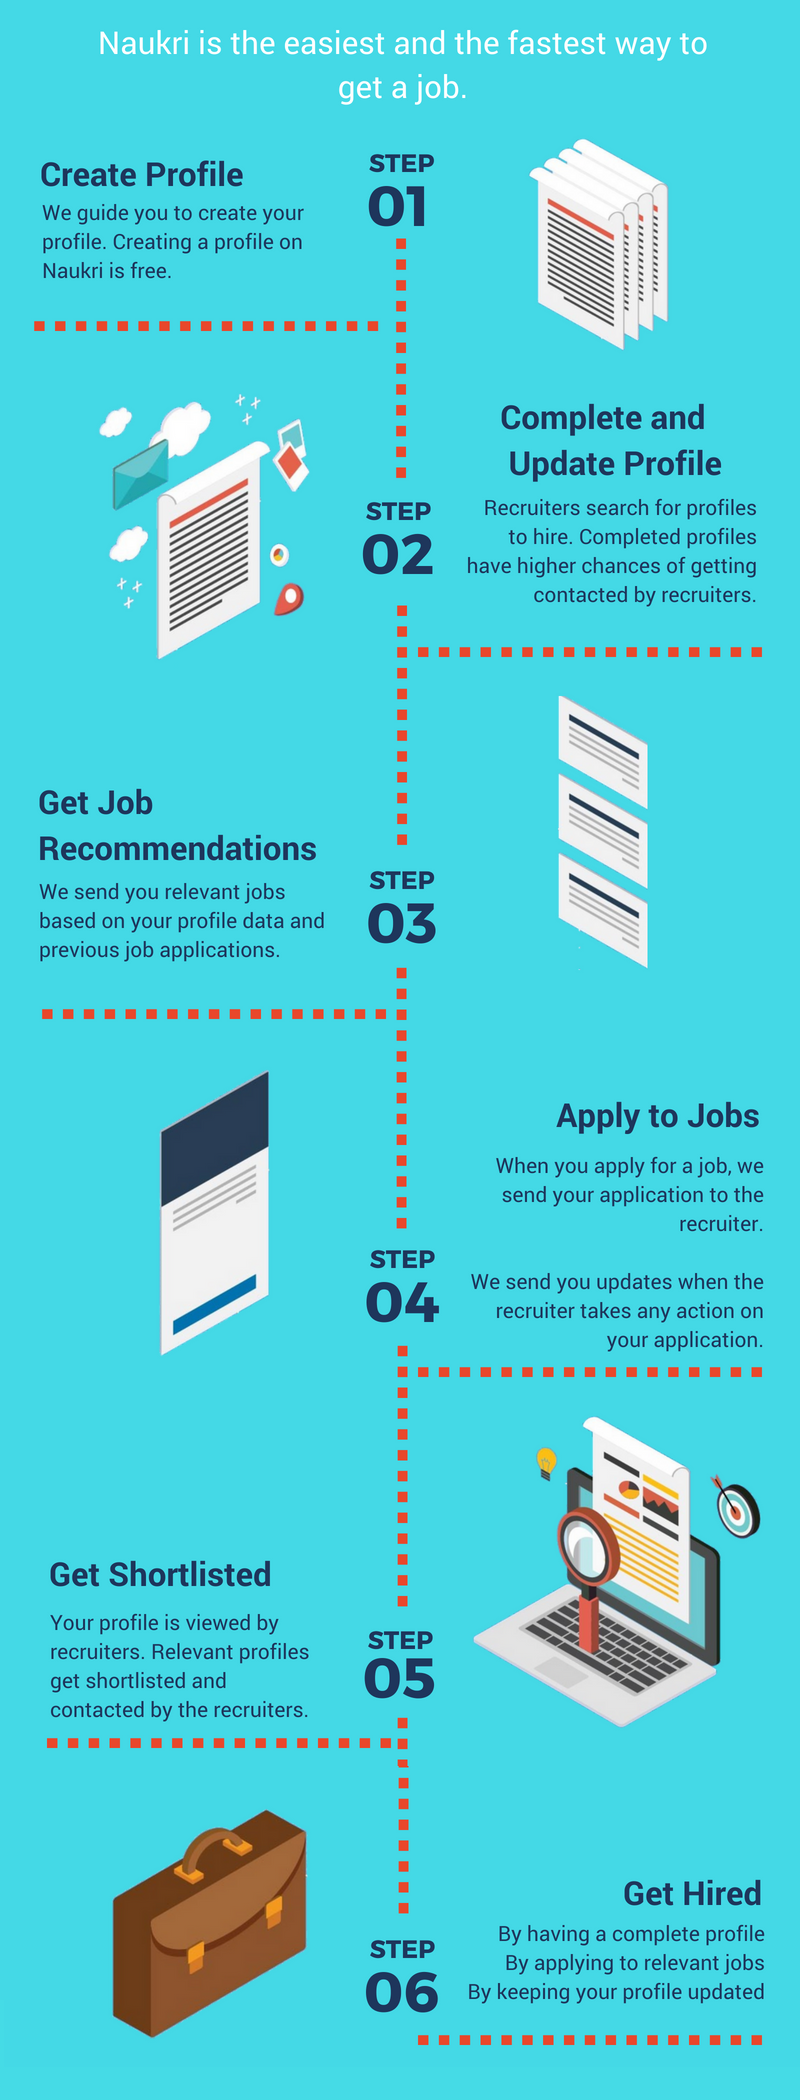 Naukri is the easiest and the fastest way to
get a job.
Create Profile
We guide you to create your
profile. Creating a profile on
Naukri is free.
STEP
01
Complete and
Update Profile
Recruiters search for profiles
to hire. Completed profiles
have higher chances of getting
contacted by recruiters.
STEP
02
Get Job
Recommendations
We send you relevant jobs
based on your profile data and
previous job applications.
STEP
03
Apply to Jobs
When you apply for a job, we
send your application to the
recruiter.
We send you updates when the
recruiter takes any action on
your application.
STEP
04
Get Shortlisted
Your profile is viewed by
recruiters. Relevant profiles
get shortlisted and
contacted by the recruiters.
STEP
05
Get Hired
By having a complete profile
By applying to relevant jobs
By keeping your profile updated
STEP
06